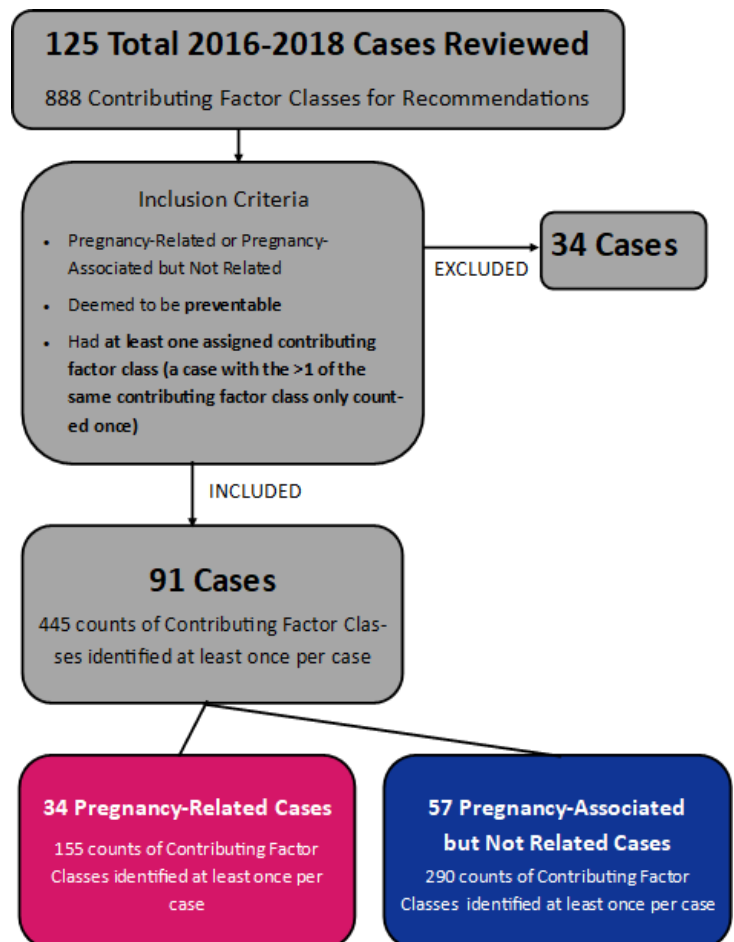 125 Total 2016-2018 Cases Reviewed
888 Contributing Factor Classes for Recommendations
Inclusion Criteria
• Pregnancy-Related or Pregnancy-
Associated but Not Related
• Deemed to be preventable
• Had at least one assigned contributing
factor class (a case with the >1 of the
same contributing factor class only count-
ed once)
EXCLUDED
34 Cases
INCLUDED
91 Cases
445 counts of Contributing Factor Clas-
ses identified at least once per case
34 Pregnancy-Related Cases
155 counts of Contributing Factor
Classes identified at least once per
case
57 Pregnancy-Associated
but Not Related Cases
290 counts of Contributing Factor
Classes identified at least once per case